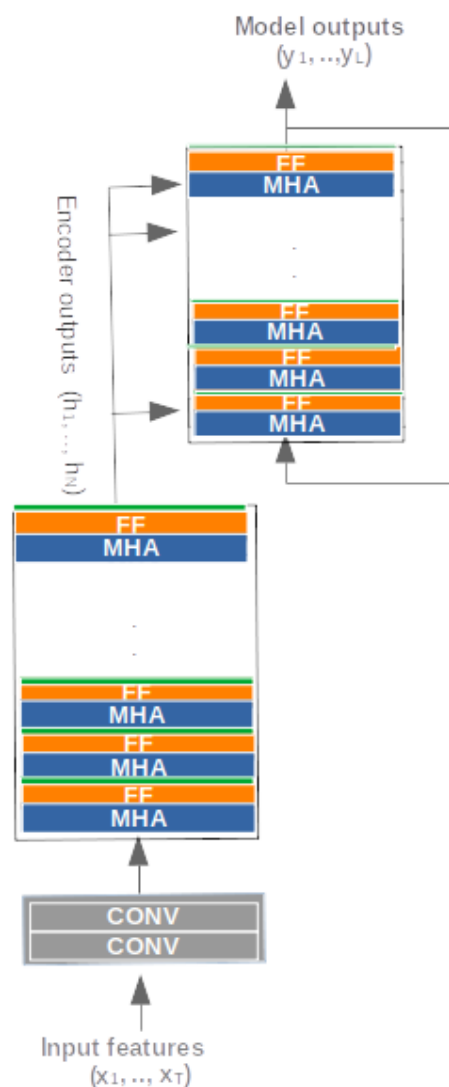 Model outputs
(y1, ..,yL)
FF
MHA
.
.
FF
MHA
FF
MHA
FF
MHA
Encoder outputs (h1, .., hN)
FF
MHA
.
.
FF
MHA
FF
MHA
FF
MHA
CONV
CONV
Input features
(x1, .., xT)